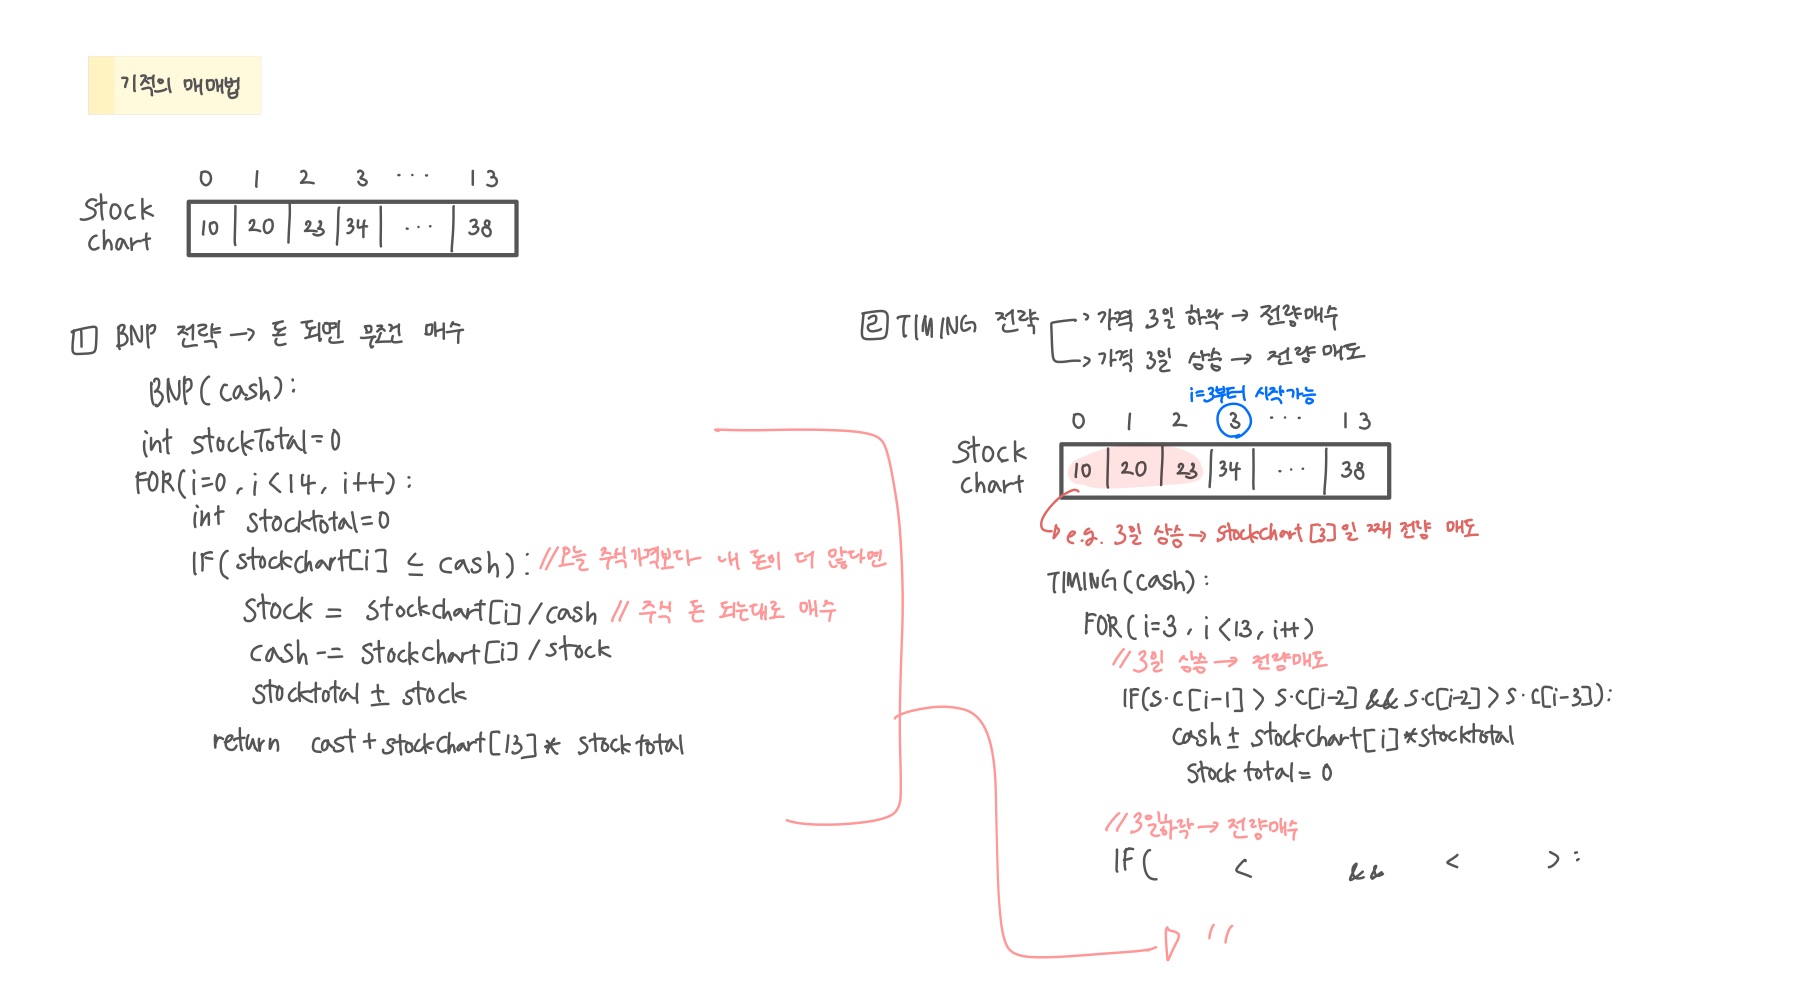 기적의 매매법
0 1 2 3 ··· 13
Stock chart
10 20 23 34 ··· 38
1 BNP 전략 → 돈 되면 무조건 매수
BNP(cash):
int stockTotal=0
FOR(i=0, i<14, i++):
int stocktotal=0
IF(stockchart[i] ≤ cash): //오늘 주식가격보다 내 돈이 더 많다면
Stock = stockchart[i]/cash // 주식 돈 되는대로 매수
cash -= stockchart[i]/stock
stocktotal ± stock
return cast+stockchart[13]* stocktotal
2 TIMING 전략 → 가격 3일 하락 → 전량매수
→ 가격 3일 상승 → 전량 매도
i=3부터 시작가능
0 1 2 3 ··· 13
Stock chart
10 20 23 34 ··· 38
e.g. 3일 상승 → stockchart[3]일 째 전량 매도
TIMING(cash):
FOR(i=3, i<13, i++)
//3일 상승 → 전량매도
IF(S·C[i-1] > S·C[i-2] && S·C[i-2] > S·C[i-3]):
cash ± stockchart[i]*stocktotal
Stock total = 0
//3일하락 → 전량매수
IF( < && < ):
〃